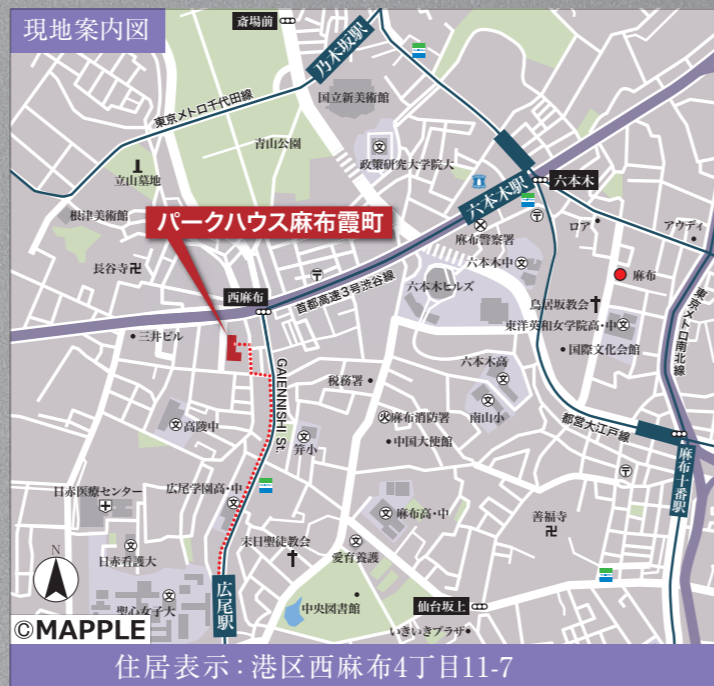 現地案内図
斎場前
乃木坂駅
国立新美術館
東京メトロ千代田線
青山公園
政策研究大学院大
立山墓地
六本木駅
六本木
根津美術館
パークハウス麻布霞町
麻布警察署
ロア
アウディ
六本木中
長谷寺
麻布
六本木ヒルズ
首都高速3号渋谷線
西麻布
鳥居坂教会
東洋英和女学院高・中
東京メトロ南北線
三井ビル
国際文化会館
GAIENNISHI St.
税務署
六本木高
高陵中
麻布消防署
南山小
都営大江戸線
笄小
中国大使館
麻布十番駅
日赤医療センター
広尾学園高・中
麻布高・中
善福寺
末日聖徒教会
日赤看護大
愛育養護
N
聖心女子大
広尾駅
中央図書館
仙台坂上
©MAPPLE
いきいきプラザ
住居表示：港区西麻布4丁目11-7